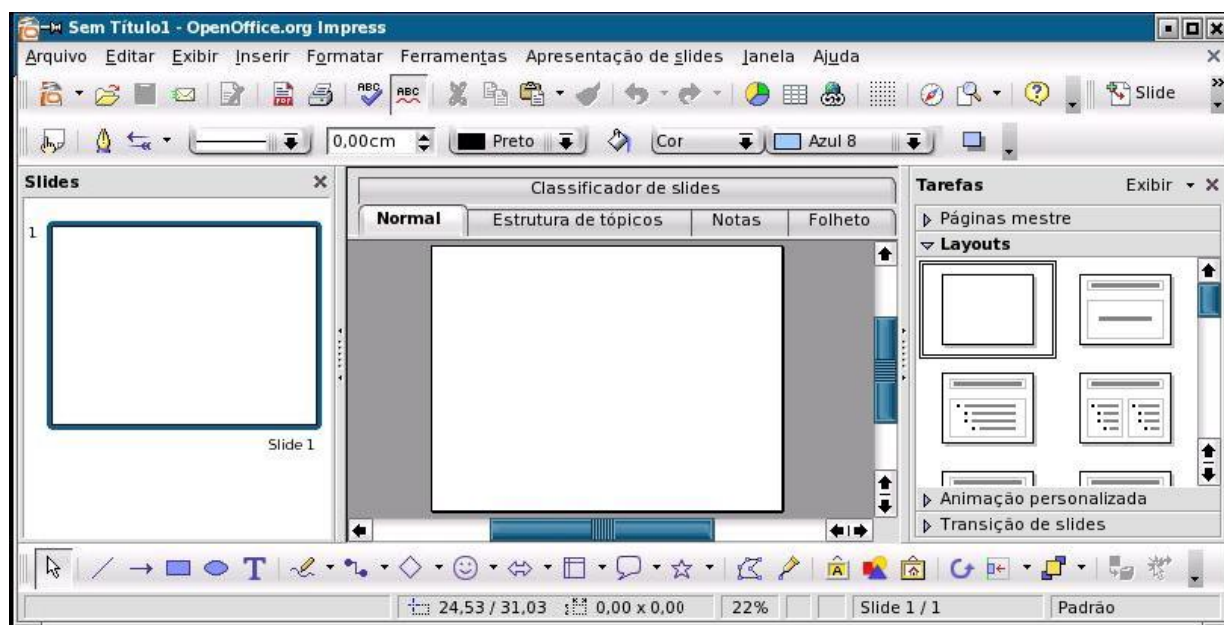 Sem Título1 - OpenOffice.org Impress
Arquivo Editar Exibir Inserir Formatar Ferramentas Apresentação de slides Janela Ajuda
PDF ABC ABC Slide
0,00cm Preto Cor Azul 8
Slides
1
Slide 1
Classificador de slides
Normal Estrutura de tópicos Notas Folheto
Tarefas Exibir
Páginas mestre
Layouts
Animação personalizada
Transição de slides
T A
24,53 / 31,03 0,00 x 0,00 22% Slide 1 / 1 Padrão